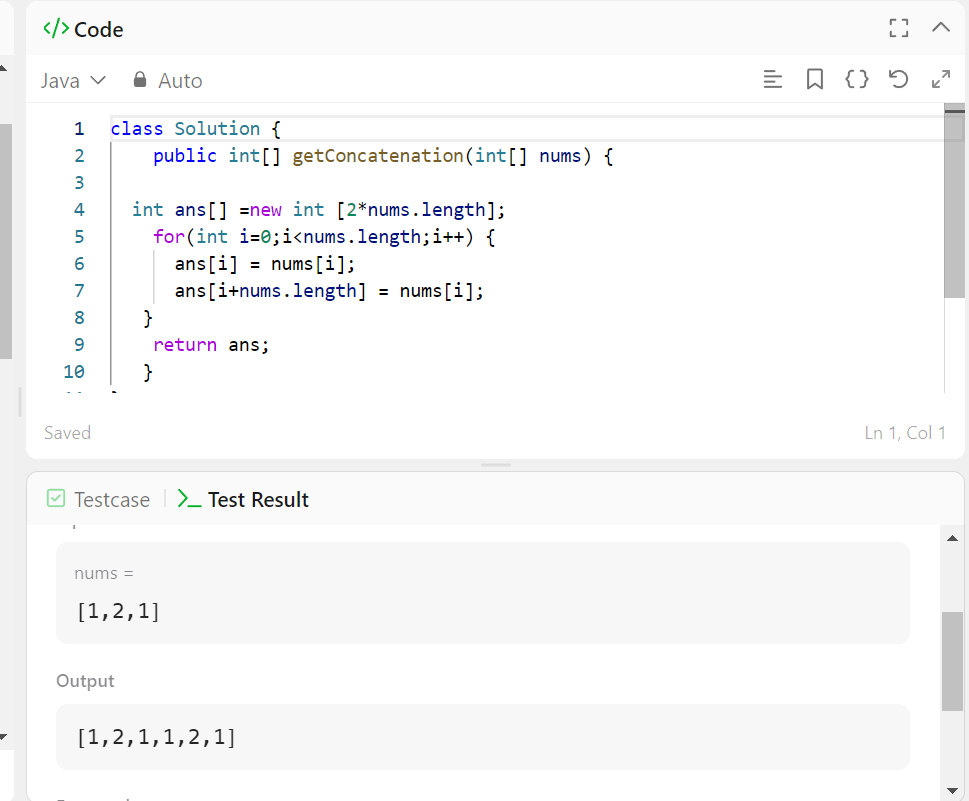 </> Code
Java Auto
1 class Solution {
2 public int[] getConcatenation(int[] nums) {
3
4 int ans[] =new int [2*nums.length];
5 for(int i=0;i<nums.length;i++) {
6 ans[i] = nums[i];
7 ans[i+nums.length] = nums[i];
8 }
9 return ans;
10 }
Saved Ln 1, Col 1
Testcase Test Result
nums =
[1,2,1]
Output
[1,2,1,1,2,1]